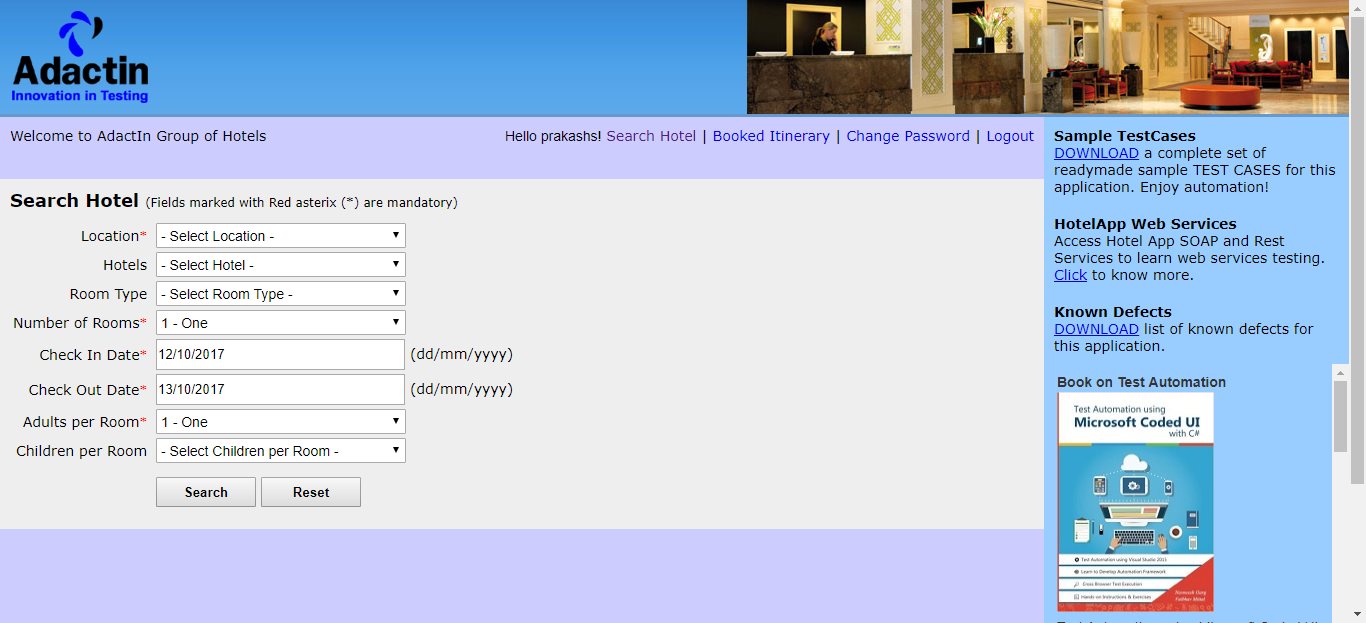 Adactin
Innovation in Testing
Welcome to AdactIn Group of Hotels
Hello prakashs! Search Hotel | Booked Itinerary | Change Password | Logout
Search Hotel (Fields marked with Red asterix (*) are mandatory)
Location* - Select Location -
Hotels - Select Hotel -
Room Type - Select Room Type -
Number of Rooms* 1 - One
Check In Date* 12/10/2017 (dd/mm/yyyy)
Check Out Date* 13/10/2017 (dd/mm/yyyy)
Adults per Room* 1 - One
Children per Room - Select Children per Room -
Search Reset
Sample TestCases
DOWNLOAD a complete set of
readymade sample TEST CASES for this
application. Enjoy automation!
HotelApp Web Services
Access Hotel App SOAP and Rest
Services to learn web services testing.
Click to know more.
Known Defects
DOWNLOAD list of known defects for
this application.
Book on Test Automation
Test Automation using
Microsoft Coded UI
with C#
Test Automation using Visual Studio 2013
Learn to Develop Automation Framework
Cross Browser Test Execution
Hands on Instructions & Exercises